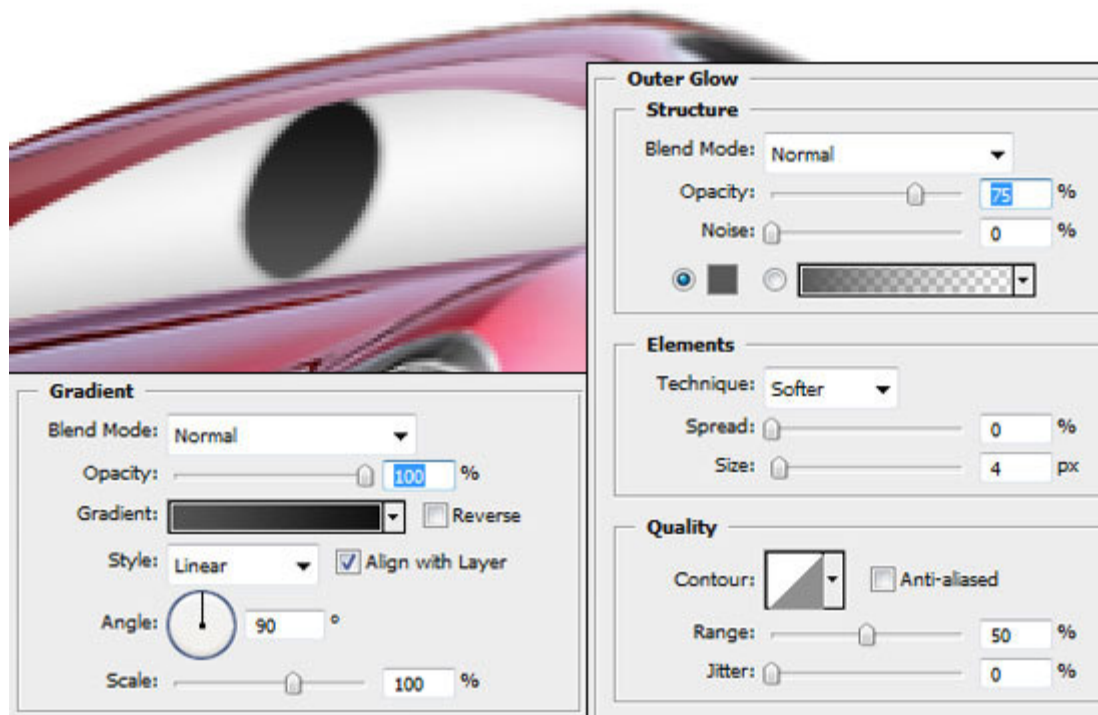 Outer Glow
Structure
Blend Mode: Normal
Opacity: 75 %
Noise: 0 %
Elements
Technique: Softer
Spread: 0 %
Size: 4 px
Quality
Contour: Anti-aliased
Range: 50 %
Jitter: 0 %
Gradient
Blend Mode: Normal
Opacity: 100 %
Gradient: Reverse
Style: Linear Align with Layer
Angle: 90 °
Scale: 100 %